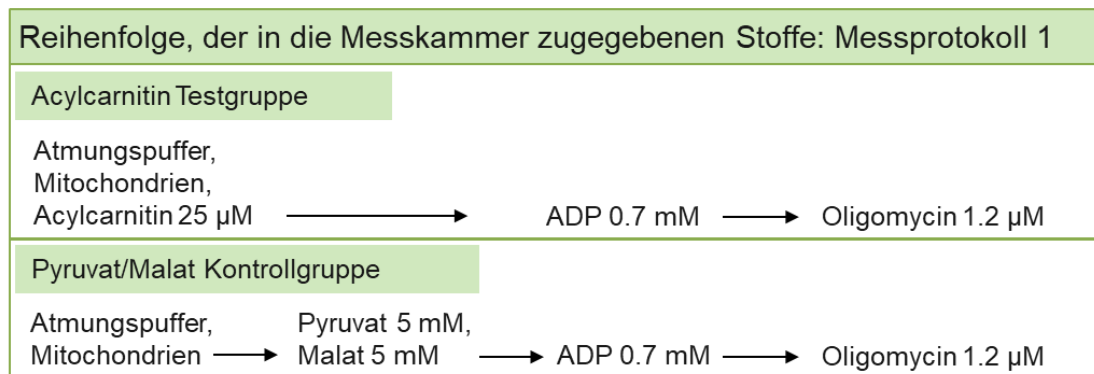 Reihenfolge, der in die Messkammer zugegebenen Stoffe: Messprotokoll 1
Acylcarnitin Testgruppe
Atmungspuffer,
Mitochondrien,
Acylcarnitin 25 µM ADP 0.7 mM Oligomycin 1.2 µM
Pyruvat/Malat Kontrollgruppe
Atmungspuffer, Pyruvat 5 mM,
Mitochondrien Malat 5 mM ADP 0.7 mM Oligomycin 1.2 µM